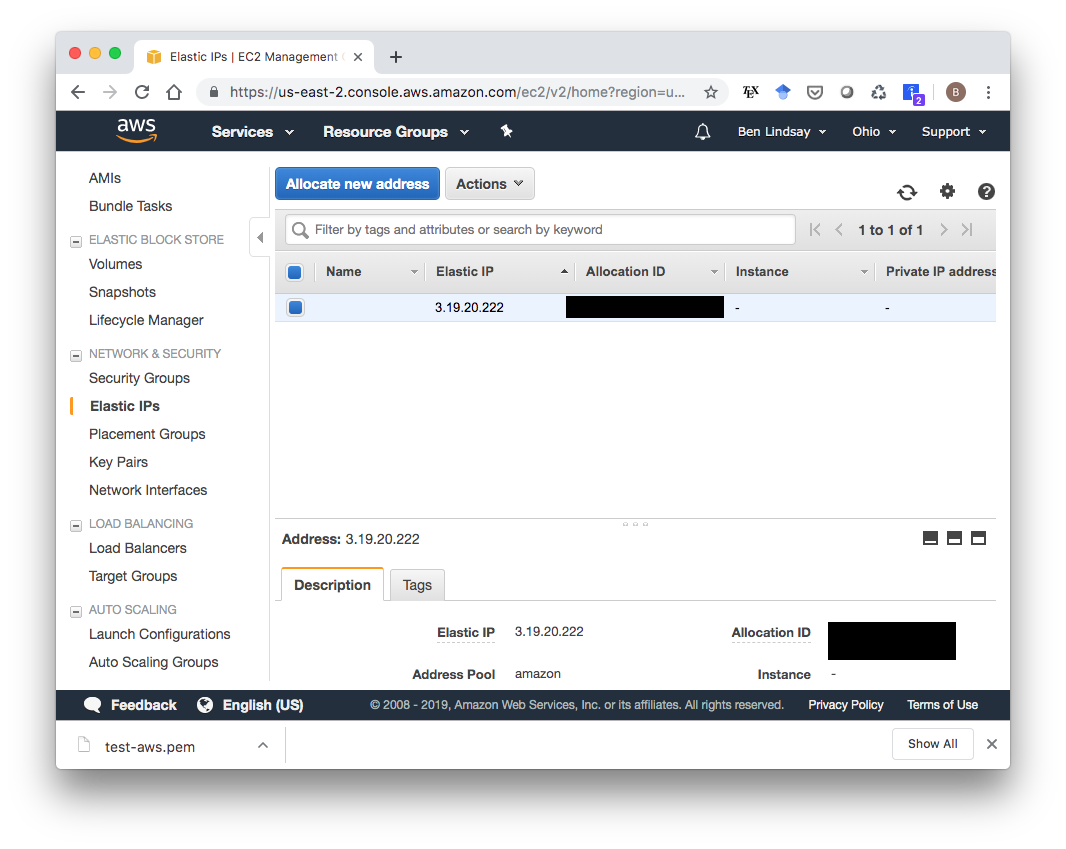 Elastic IPs | EC2 Management
https://us-east-2.console.aws.amazon.com/ec2/v2/home?region=u...
TEX
2
B
aws
Services
Resource Groups
Ben Lindsay
Ohio
Support
AMIs
Bundle Tasks
ELASTIC BLOCK STORE
Volumes
Snapshots
Lifecycle Manager
NETWORK & SECURITY
Security Groups
Elastic IPs
Placement Groups
Key Pairs
Network Interfaces
LOAD BALANCING
Load Balancers
Target Groups
AUTO SCALING
Launch Configurations
Auto Scaling Groups
Allocate new address
Actions
Filter by tags and attributes or search by keyword
1 to 1 of 1
Name Elastic IP Allocation ID Instance Private IP address
3.19.20.222 - -
Address: 3.19.20.222
Description Tags
Elastic IP 3.19.20.222 Allocation ID
Address Pool amazon Instance -
Feedback English (US) © 2008 - 2019, Amazon Web Services, Inc. or its affiliates. All rights reserved. Privacy Policy Terms of Use
test-aws.pem Show All